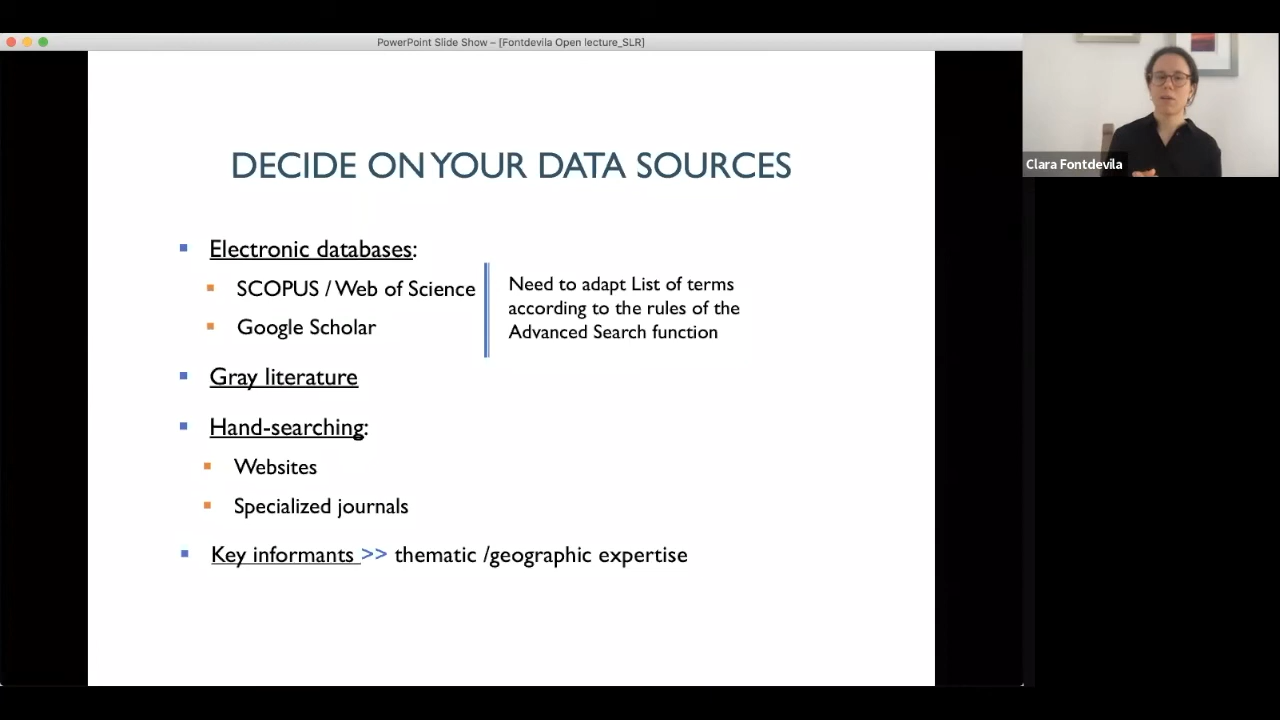 PowerPoint Slide Show – [Fontdevila Open lecture_SLR]
Clara Fontdevila
DECIDE ON YOUR DATA SOURCES
Electronic databases:
SCOPUS / Web of Science
Google Scholar
Need to adapt List of terms
according to the rules of the
Advanced Search function
Gray literature
Hand-searching:
Websites
Specialized journals
Key informants >> thematic /geographic expertise